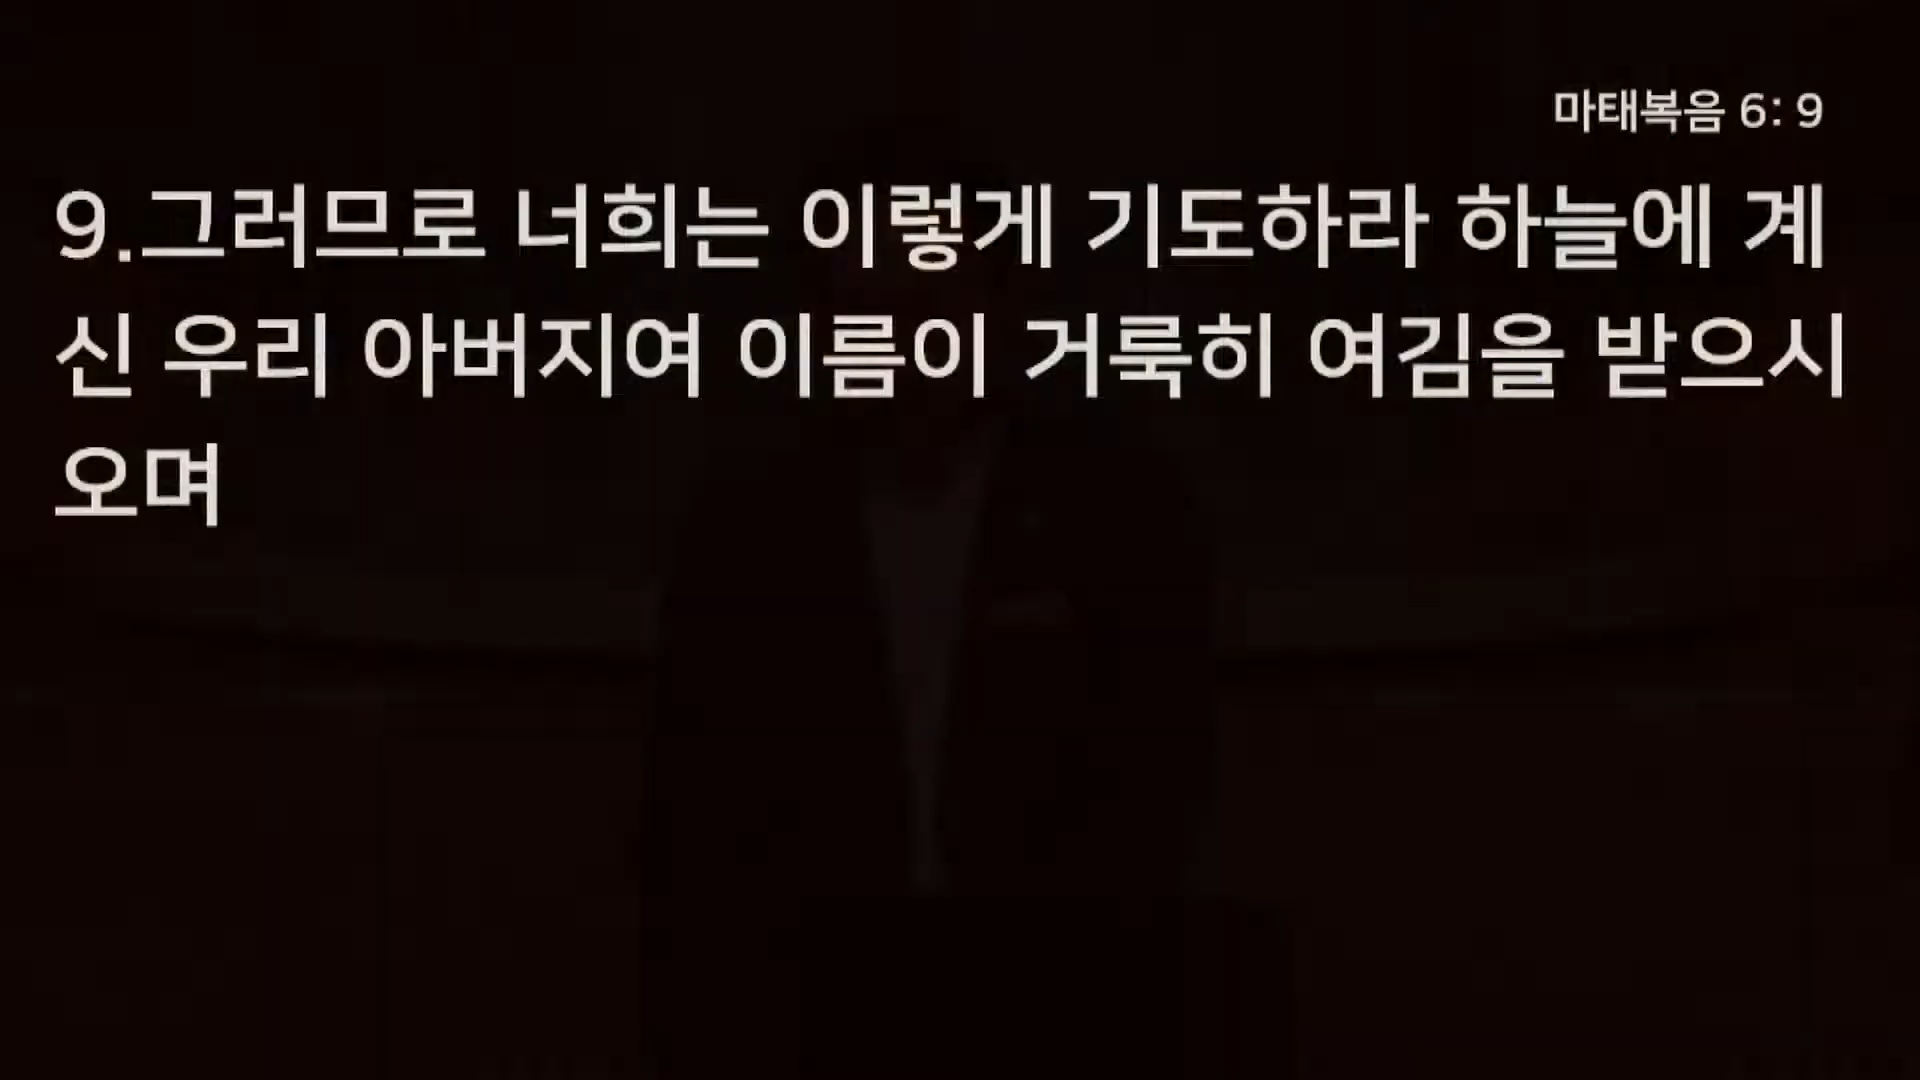 마태복음 6: 9
9.그러므로 너희는 이렇게 기도하라 하늘에 계
신 우리 아버지여 이름이 거룩히 여김을 받으시
오며